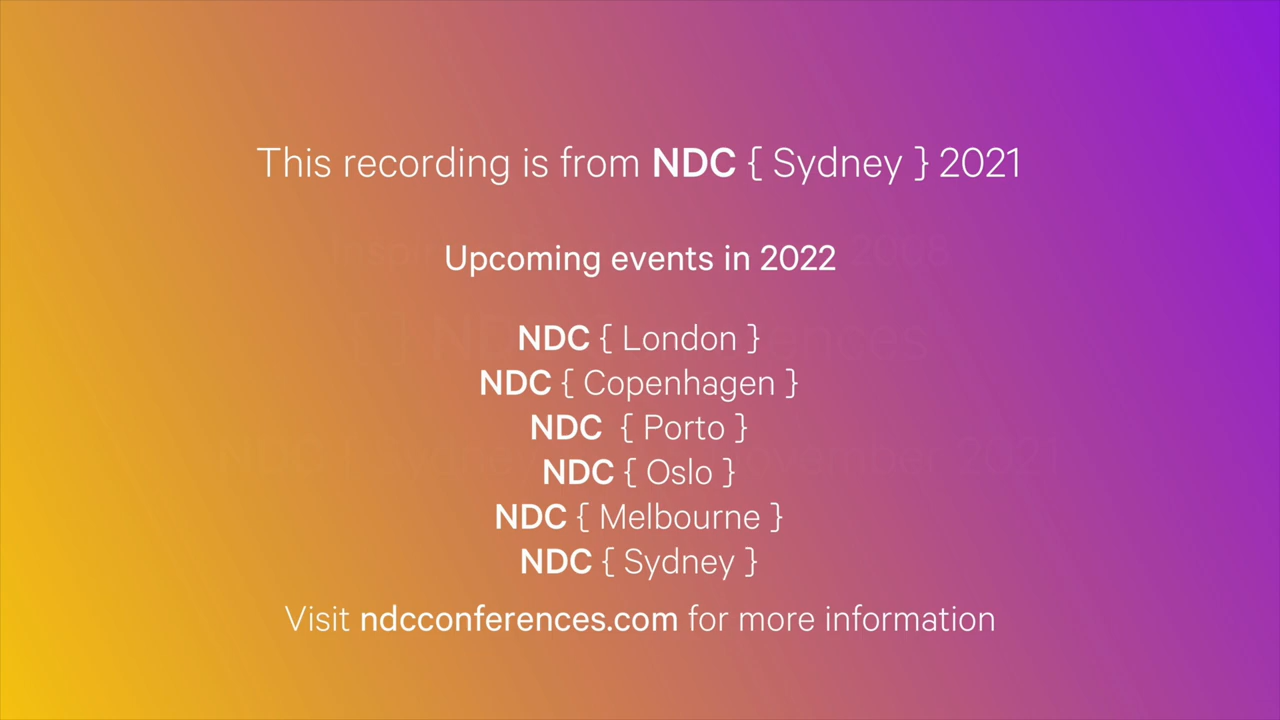 This recording is from NDC { Sydney } 2021
Upcoming events in 2022
NDC { London }
NDC { Copenhagen }
NDC { Porto }
NDC { Oslo }
NDC { Melbourne }
NDC { Sydney }
Visit ndcconferences.com for more information